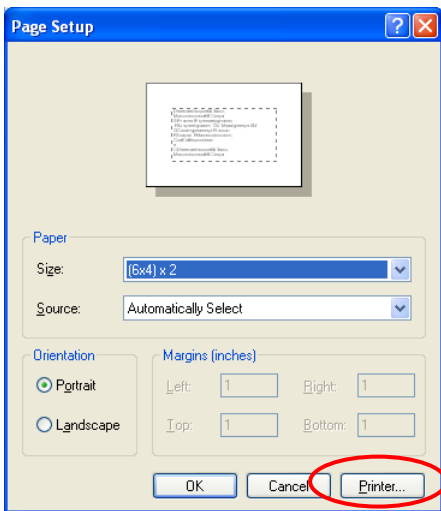 Page Setup
Paper
Size: (6x4) x 2
Source: Automatically Select
Orientation
Portrait
Landscape
Margins (inches)
Left: 1 Right: 1
Top: 1 Bottom: 1
OK Cancel Printer...